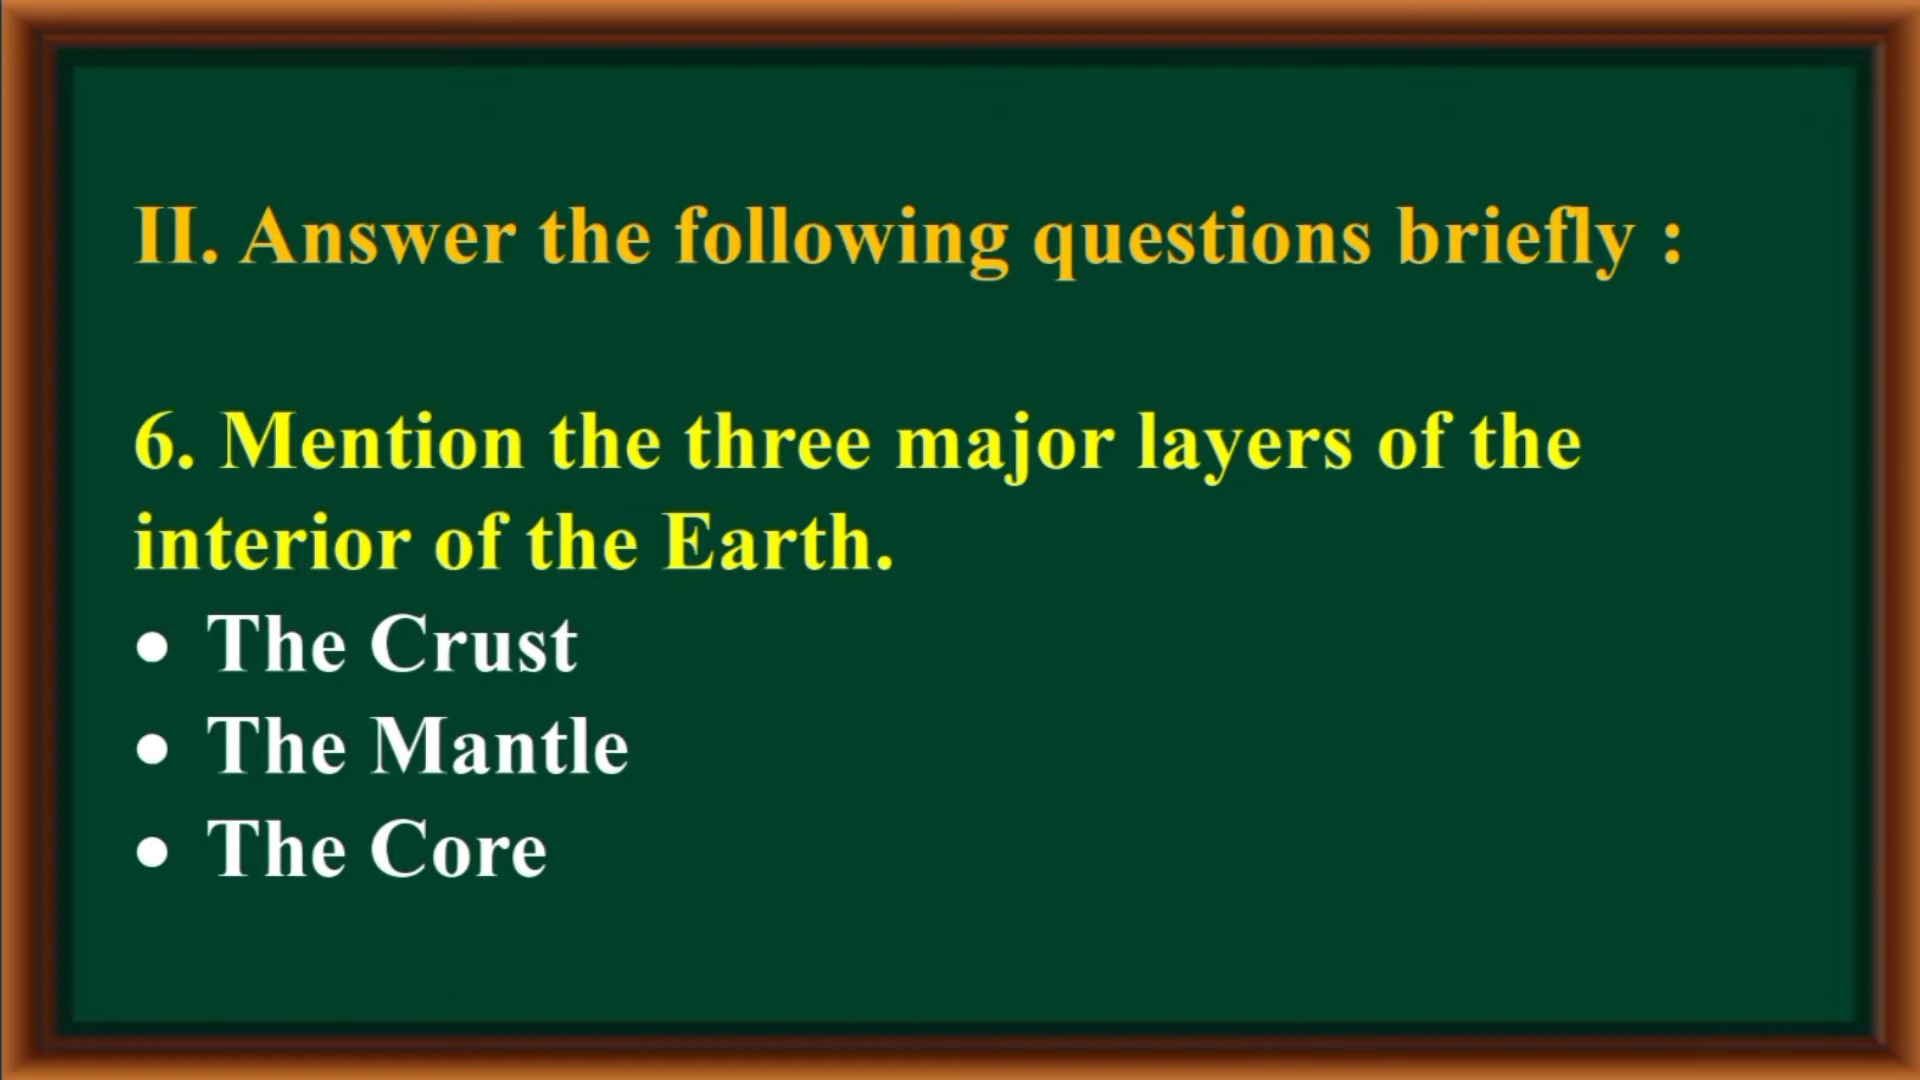 II. Answer the following questions briefly :
6. Mention the three major layers of the
interior of the Earth.
• The Crust
• The Mantle
• The Core